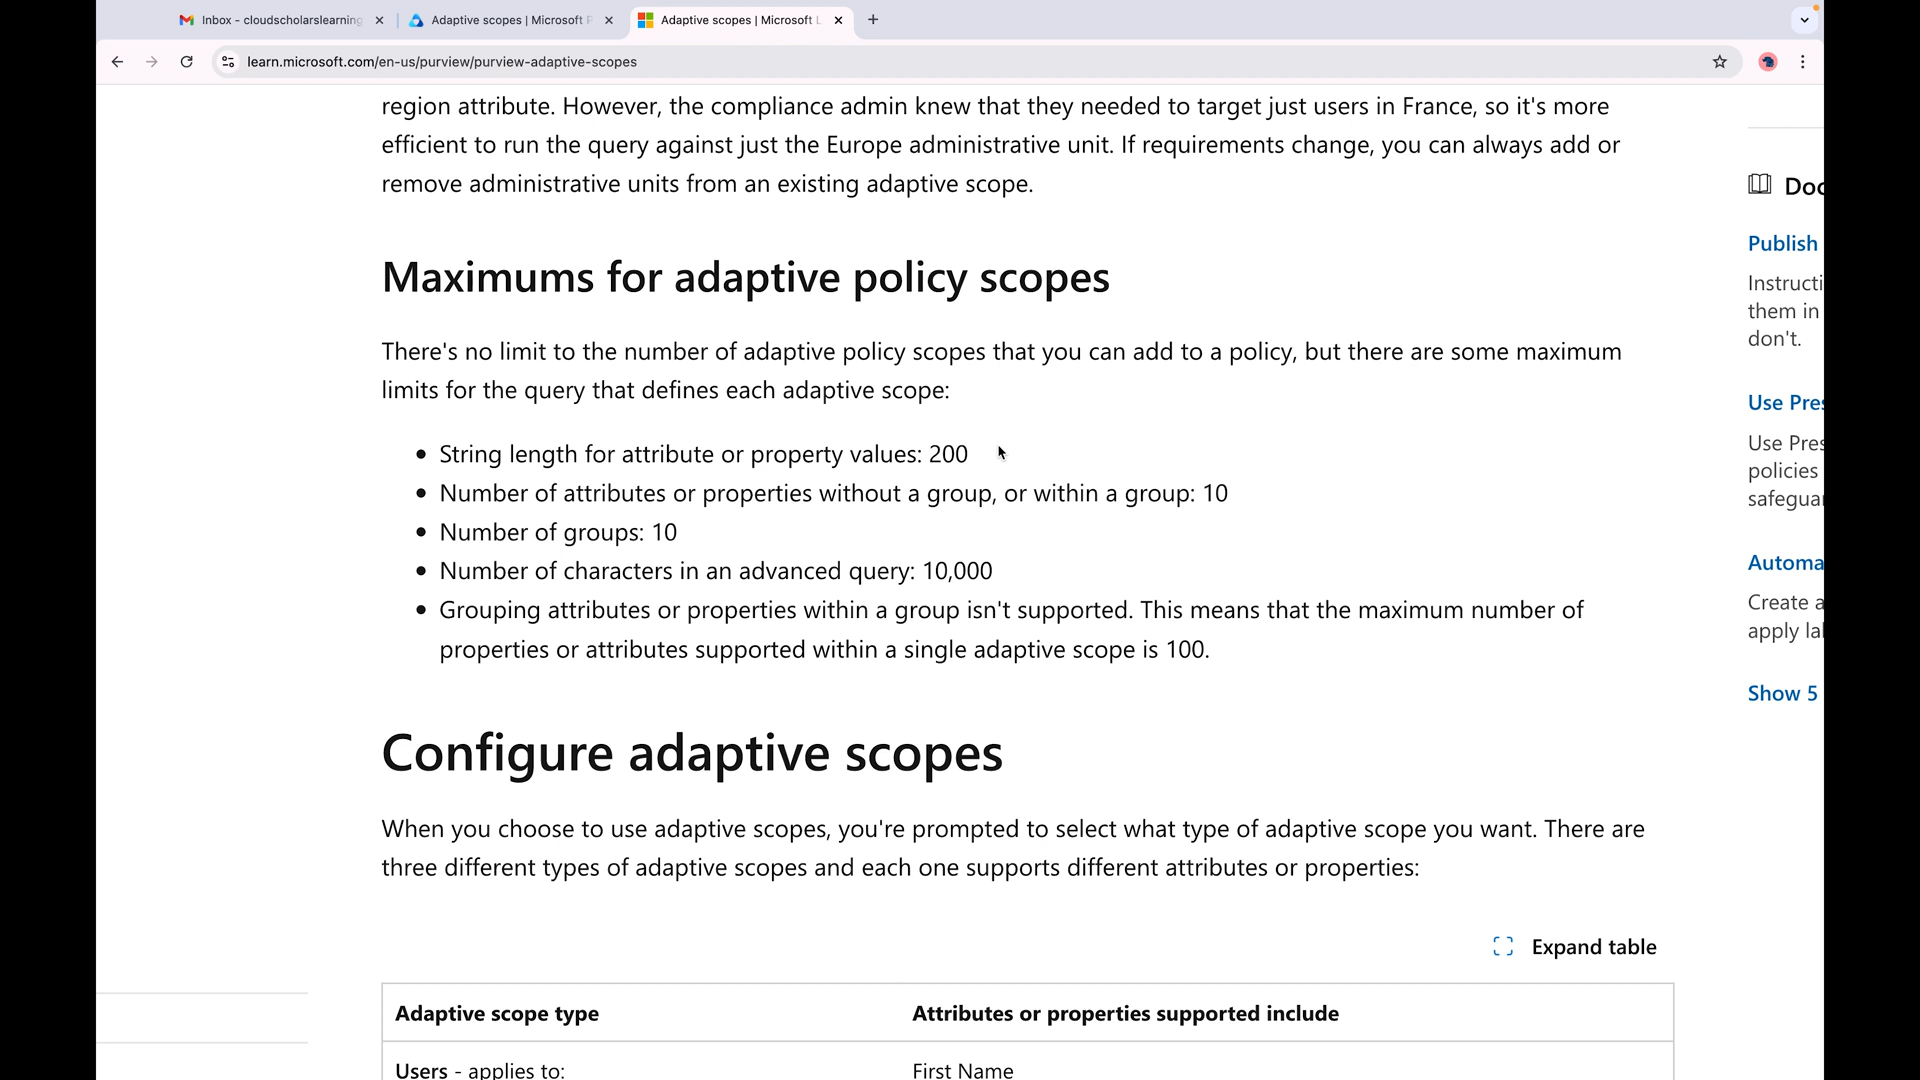 Inbox - cloudscholarslearning
Adaptive scopes | Microsoft P
Adaptive scopes | Microsoft L
learn.microsoft.com/en-us/purview/purview-adaptive-scopes
region attribute. However, the compliance admin knew that they needed to target just users in France, so it's more
efficient to run the query against just the Europe administrative unit. If requirements change, you can always add or
remove administrative units from an existing adaptive scope.
Maximums for adaptive policy scopes
There's no limit to the number of adaptive policy scopes that you can add to a policy, but there are some maximum
limits for the query that defines each adaptive scope:
• String length for attribute or property values: 200
• Number of attributes or properties without a group, or within a group: 10
• Number of groups: 10
• Number of characters in an advanced query: 10,000
• Grouping attributes or properties within a group isn't supported. This means that the maximum number of
properties or attributes supported within a single adaptive scope is 100.
Configure adaptive scopes
When you choose to use adaptive scopes, you're prompted to select what type of adaptive scope you want. There are
three different types of adaptive scopes and each one supports different attributes or properties:
Expand table
Adaptive scope type
Attributes or properties supported include
Users - applies to:
First Name
Doc
Publish
Instructi
them in
don't.
Use Pres
Use Pres
policies
safeguar
Automa
Create a
apply lal
Show 5